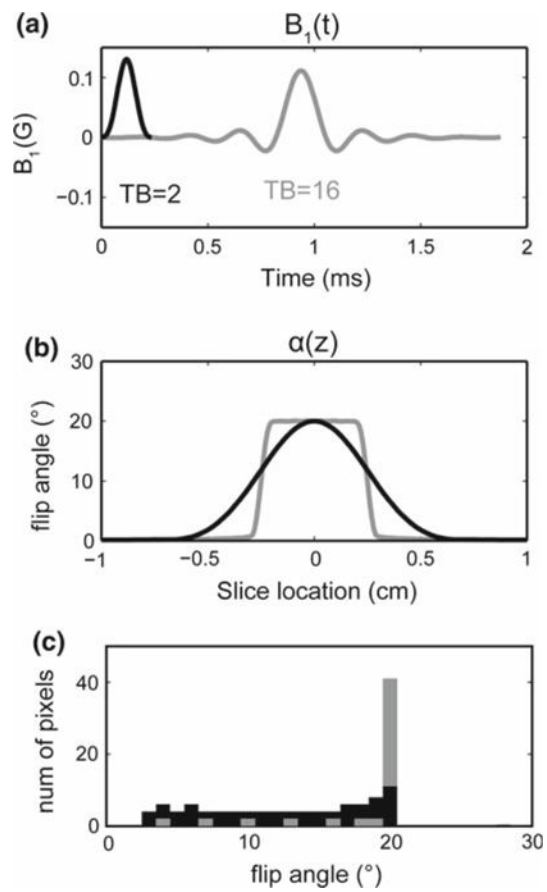 (a) B₁(t)
B₁(G)
0.1
0
−0.1
TB=2
TB=16
0 0.5 1 1.5 2
Time (ms)
(b) α(z)
flip angle (°)
30
20
10
0
−1 −0.5 0 0.5 1
Slice location (cm)
(c)
num of pixels
40
20
0
0 10 20 30
flip angle (°)